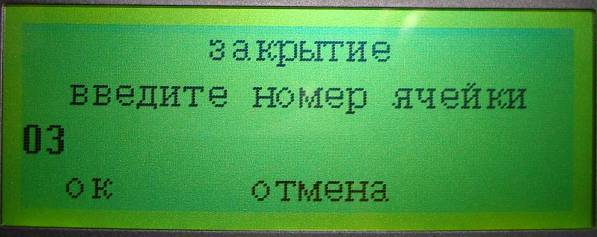 закрытие
введите номер ячейки
03
ок отмена